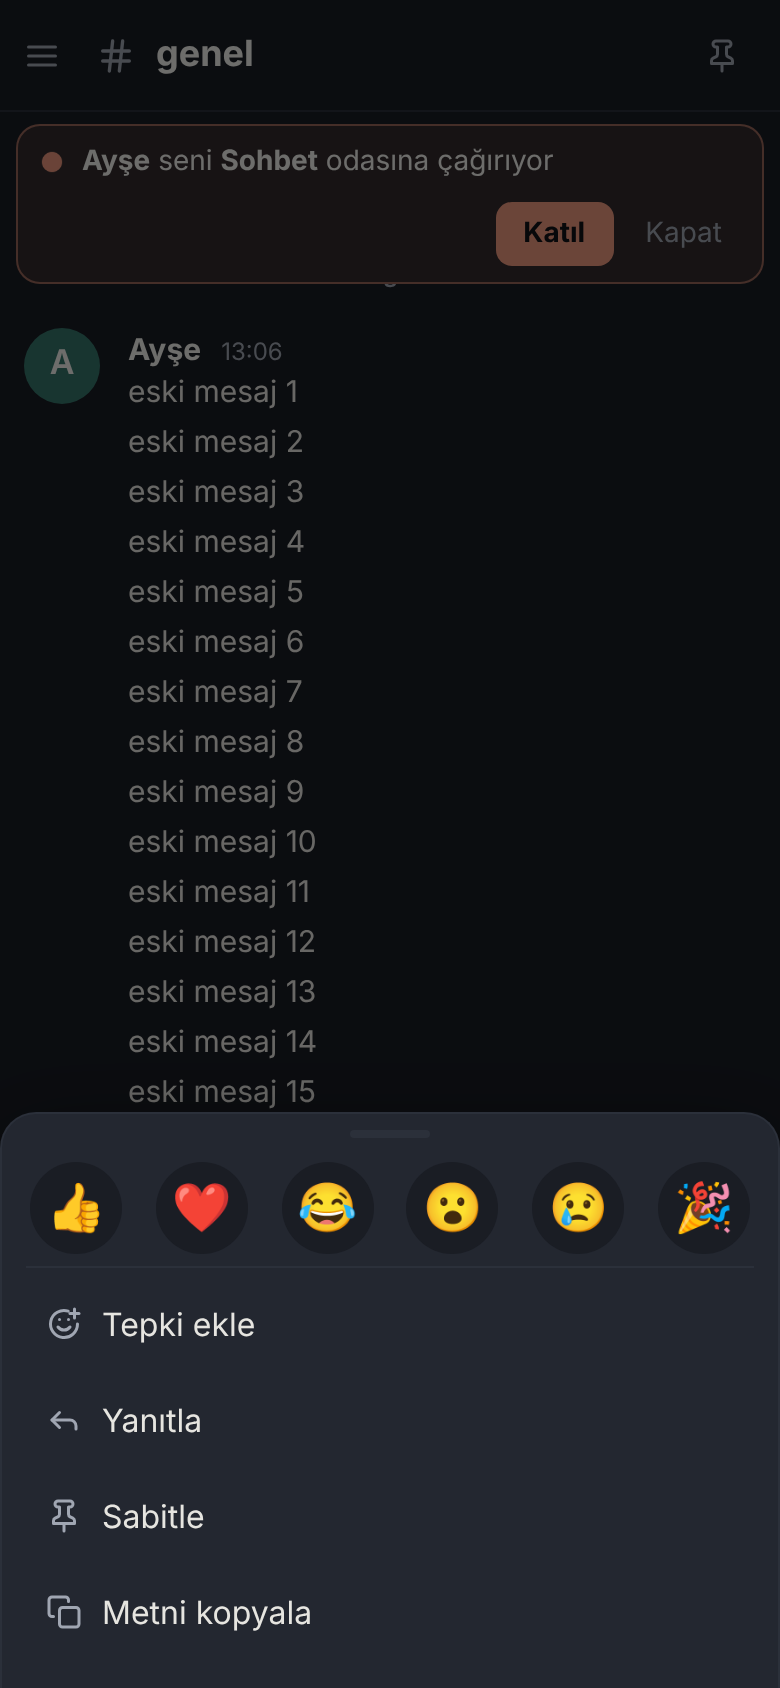 # genel
Ayşe seni Sohbet odasına çağırıyor
Katıl Kapat
A
Ayşe 13:06
eski mesaj 1
eski mesaj 2
eski mesaj 3
eski mesaj 4
eski mesaj 5
eski mesaj 6
eski mesaj 7
eski mesaj 8
eski mesaj 9
eski mesaj 10
eski mesaj 11
eski mesaj 12
eski mesaj 13
eski mesaj 14
eski mesaj 15
Tepki ekle
Yanıtla
Sabitle
Metni kopyala